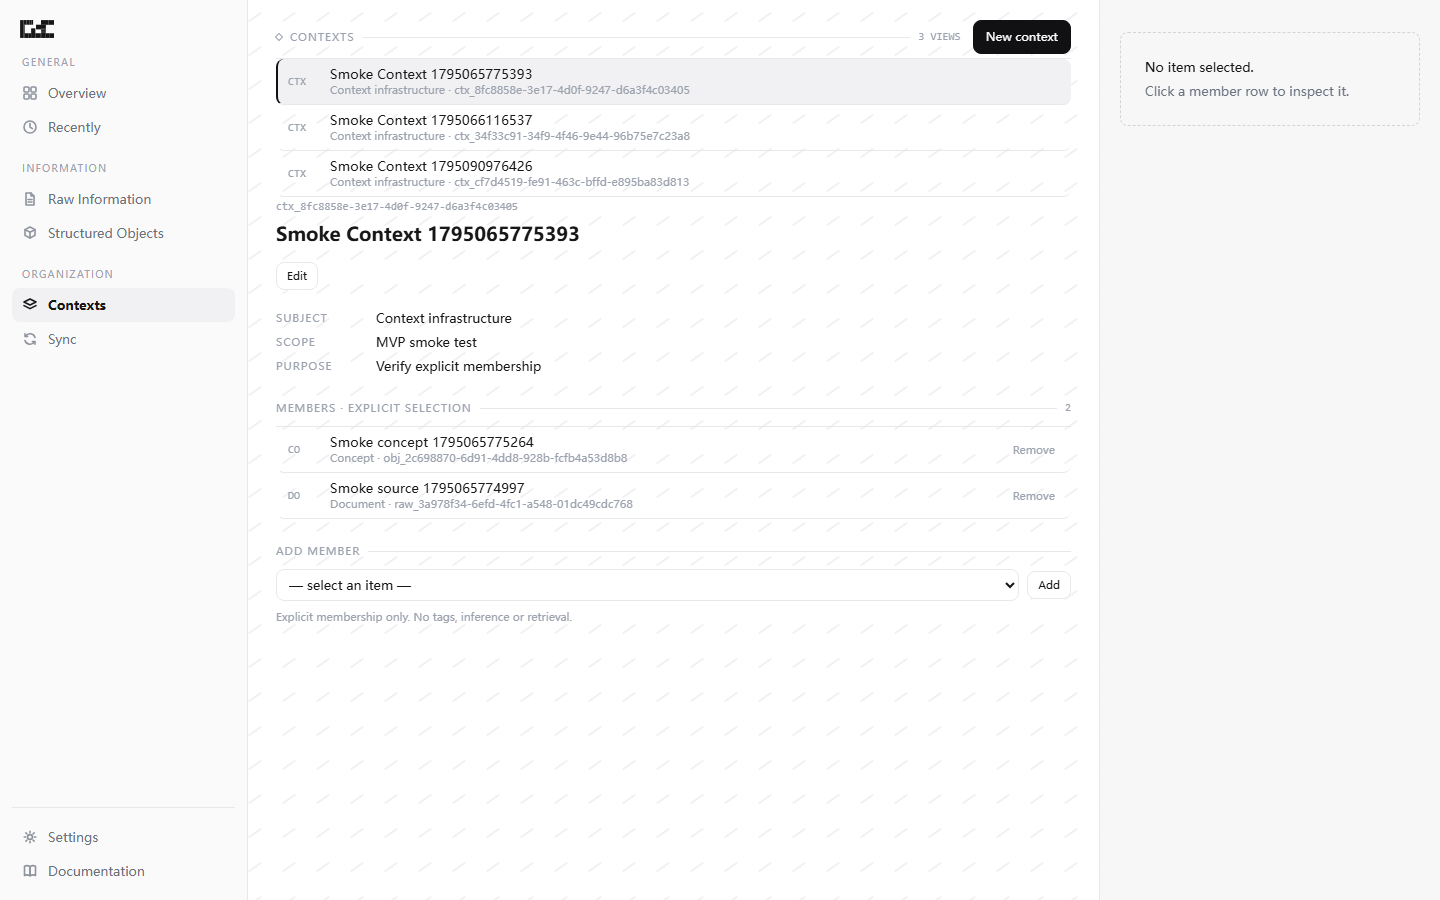 GENERAL
Overview
Recently
INFORMATION
Raw Information
Structured Objects
ORGANIZATION
Contexts
Sync
Settings
Documentation
CONTEXTS
3 VIEWS
New context
CTX
Smoke Context 1795065775393
Context infrastructure · ctx_8fc8858e-3e17-4d0f-9247-d6a3f4c03405
CTX
Smoke Context 1795066116537
Context infrastructure · ctx_34f33c91-34f9-4f46-9e44-96b75e7c23a8
CTX
Smoke Context 1795090976426
Context infrastructure · ctx_cf7d4519-fe91-463c-bffd-e895ba83d813
ctx_8fc8858e-3e17-4d0f-9247-d6a3f4c03405
Smoke Context 1795065775393
Edit
SUBJECT Context infrastructure
SCOPE MVP smoke test
PURPOSE Verify explicit membership
MEMBERS · EXPLICIT SELECTION
2
CO
Smoke concept 1795065775264
Concept · obj_2c698870-6d91-4dd8-928b-fcfb4a53d8b8
Remove
DO
Smoke source 1795065774997
Document · raw_3a978f34-6efd-4fc1-a548-01dc49cdc768
Remove
ADD MEMBER
— select an item —
Add
Explicit membership only. No tags, inference or retrieval.
No item selected.
Click a member row to inspect it.